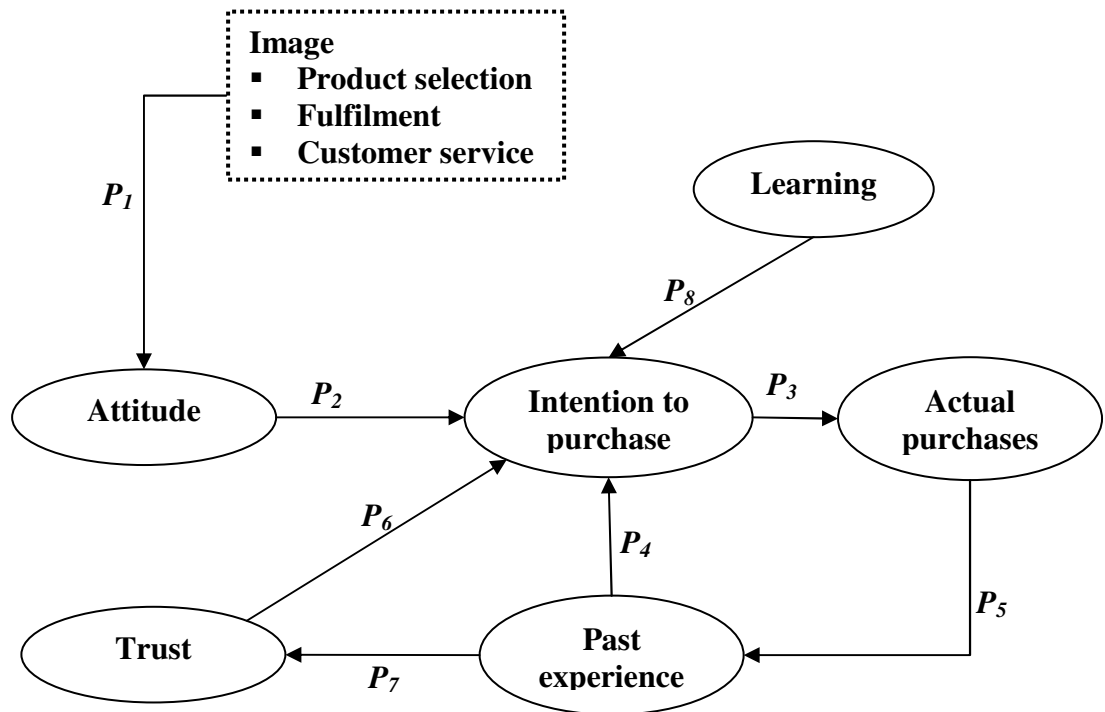 Image
▪ Product selection
▪ Fulfilment
▪ Customer service
P1
Learning
P8
Attitude
P2
Intention to
purchase
P3
Actual
purchases
P6
P4
P5
Trust
P7
Past
experience